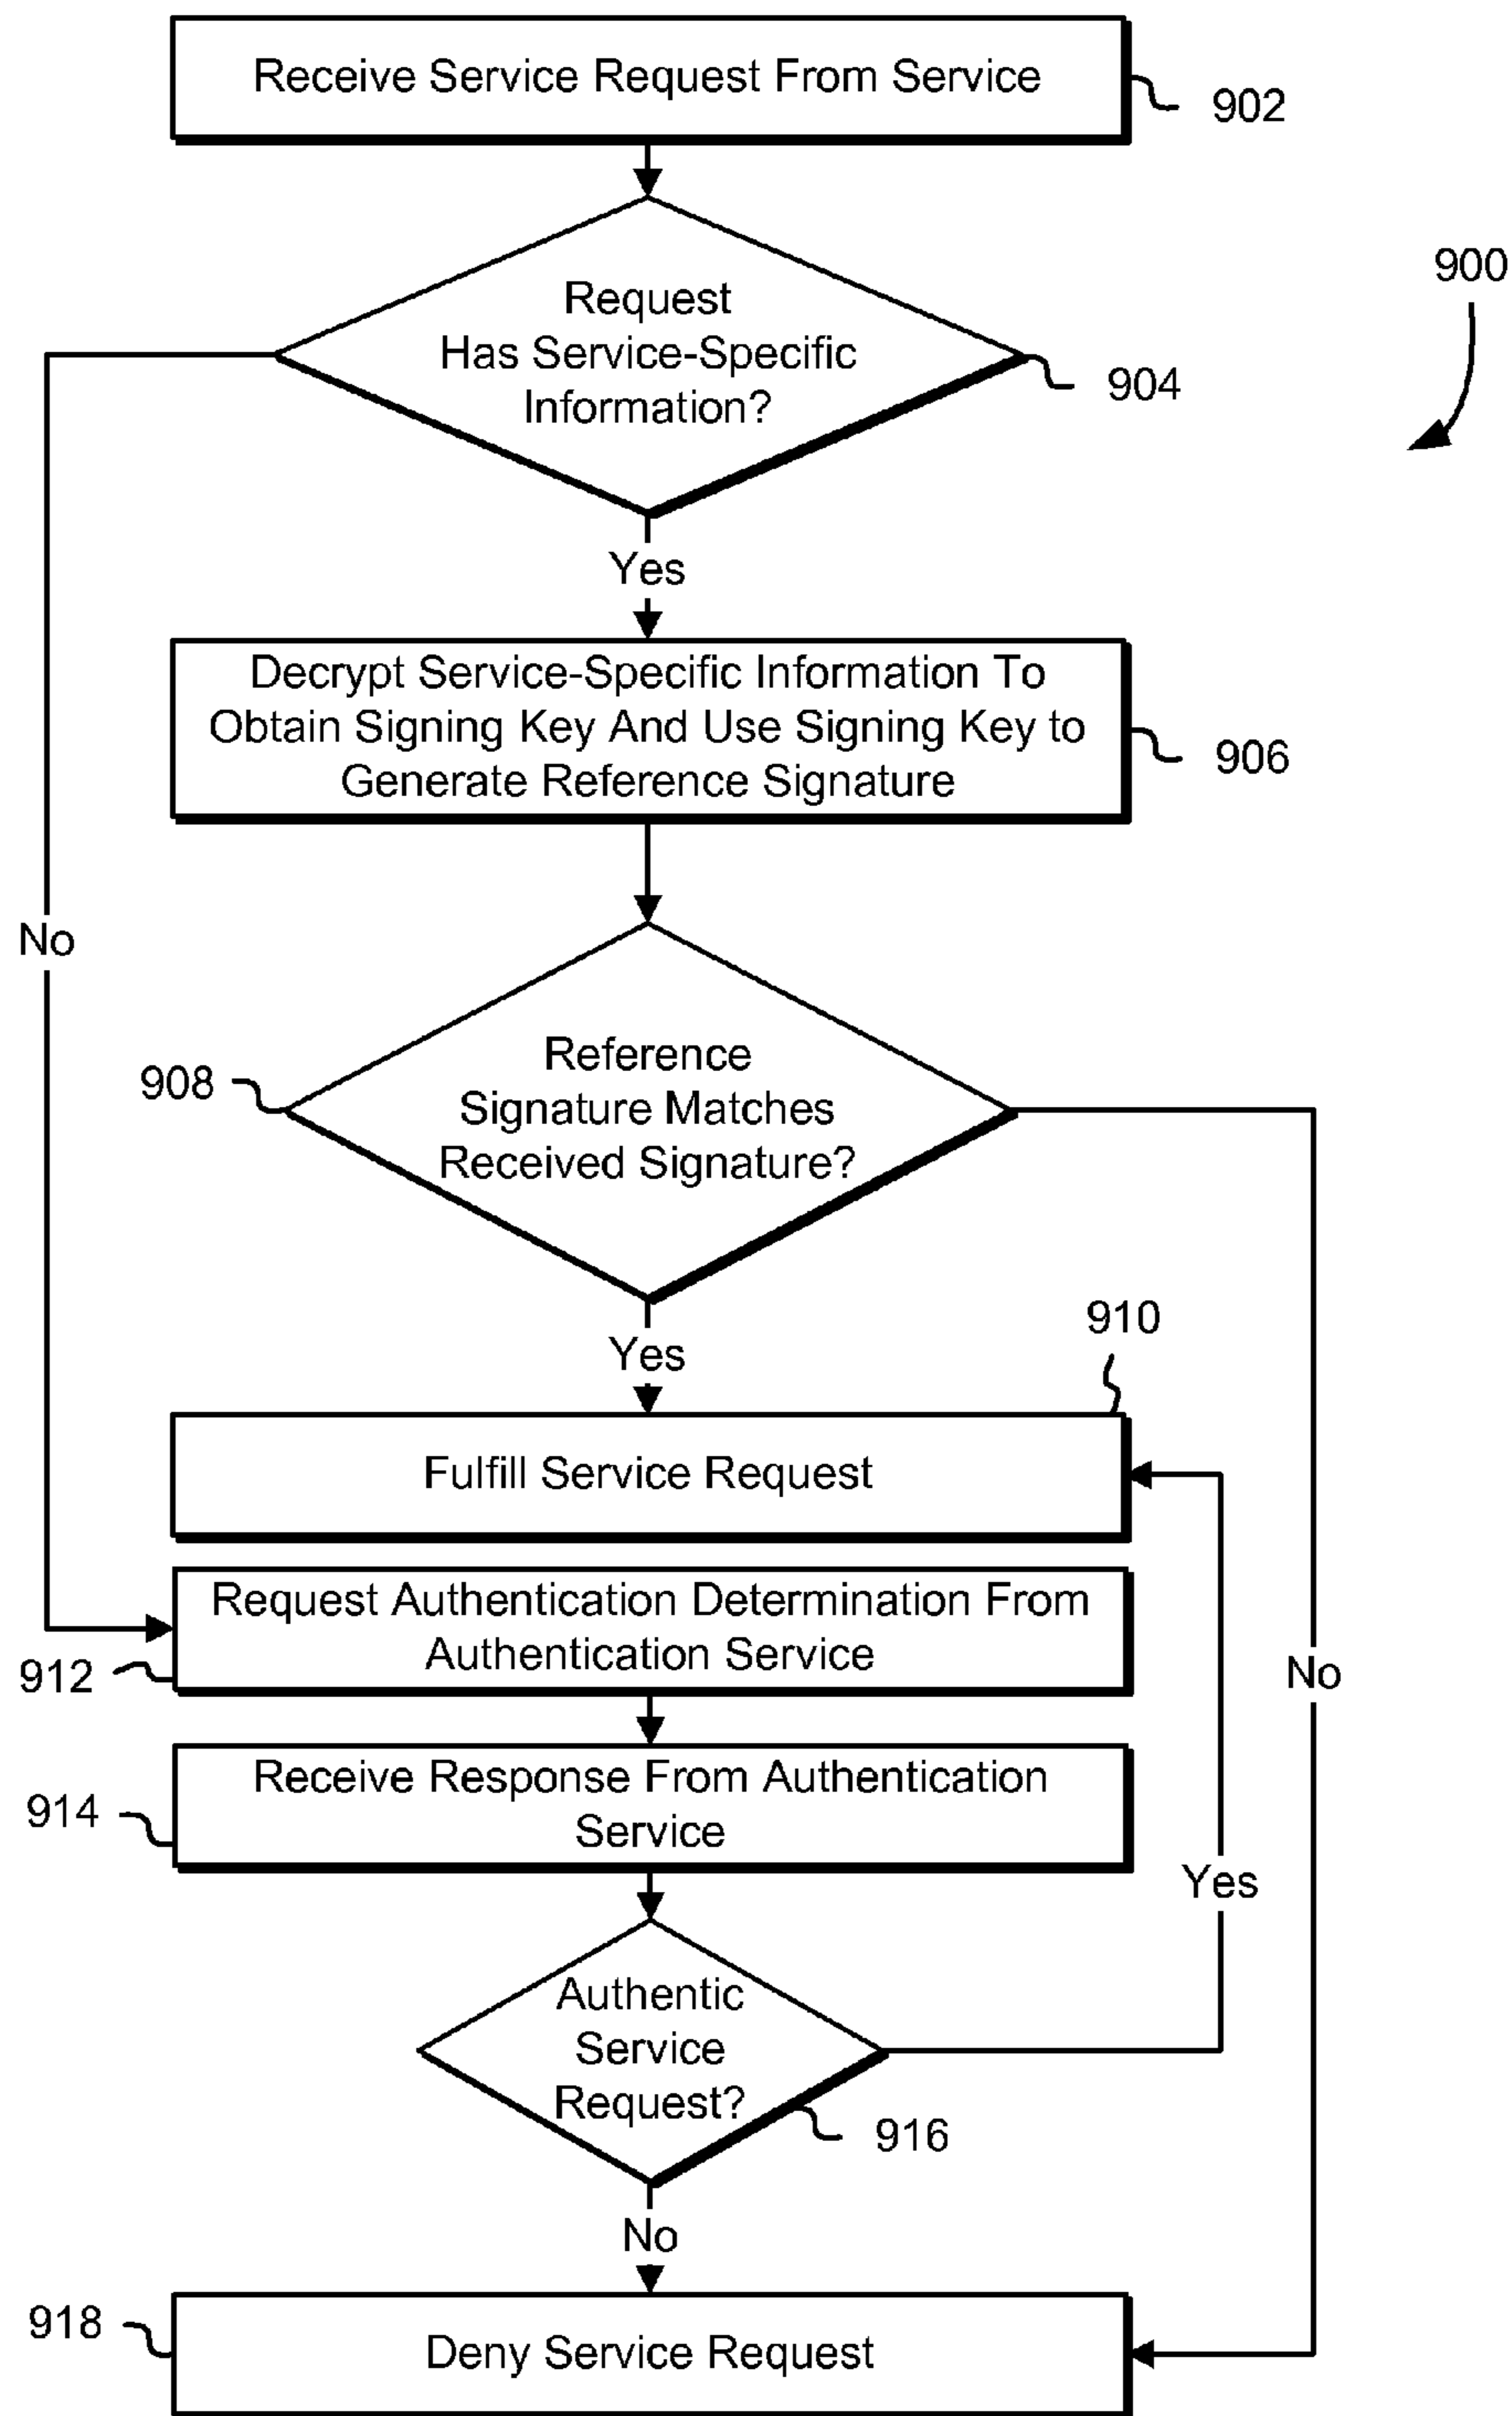 Receive Service Request From Service
902
900
Request
Has Service-Specific
Information?
904
Yes
Decrypt Service-Specific Information To
Obtain Signing Key And Use Signing Key to
Generate Reference Signature
906
No
Reference
Signature Matches
Received Signature?
908
Yes
910
Fulfill Service Request
Request Authentication Determination From
Authentication Service
912
No
Receive Response From Authentication
Service
914
Yes
Authentic
Service
Request?
916
No
918
Deny Service Request